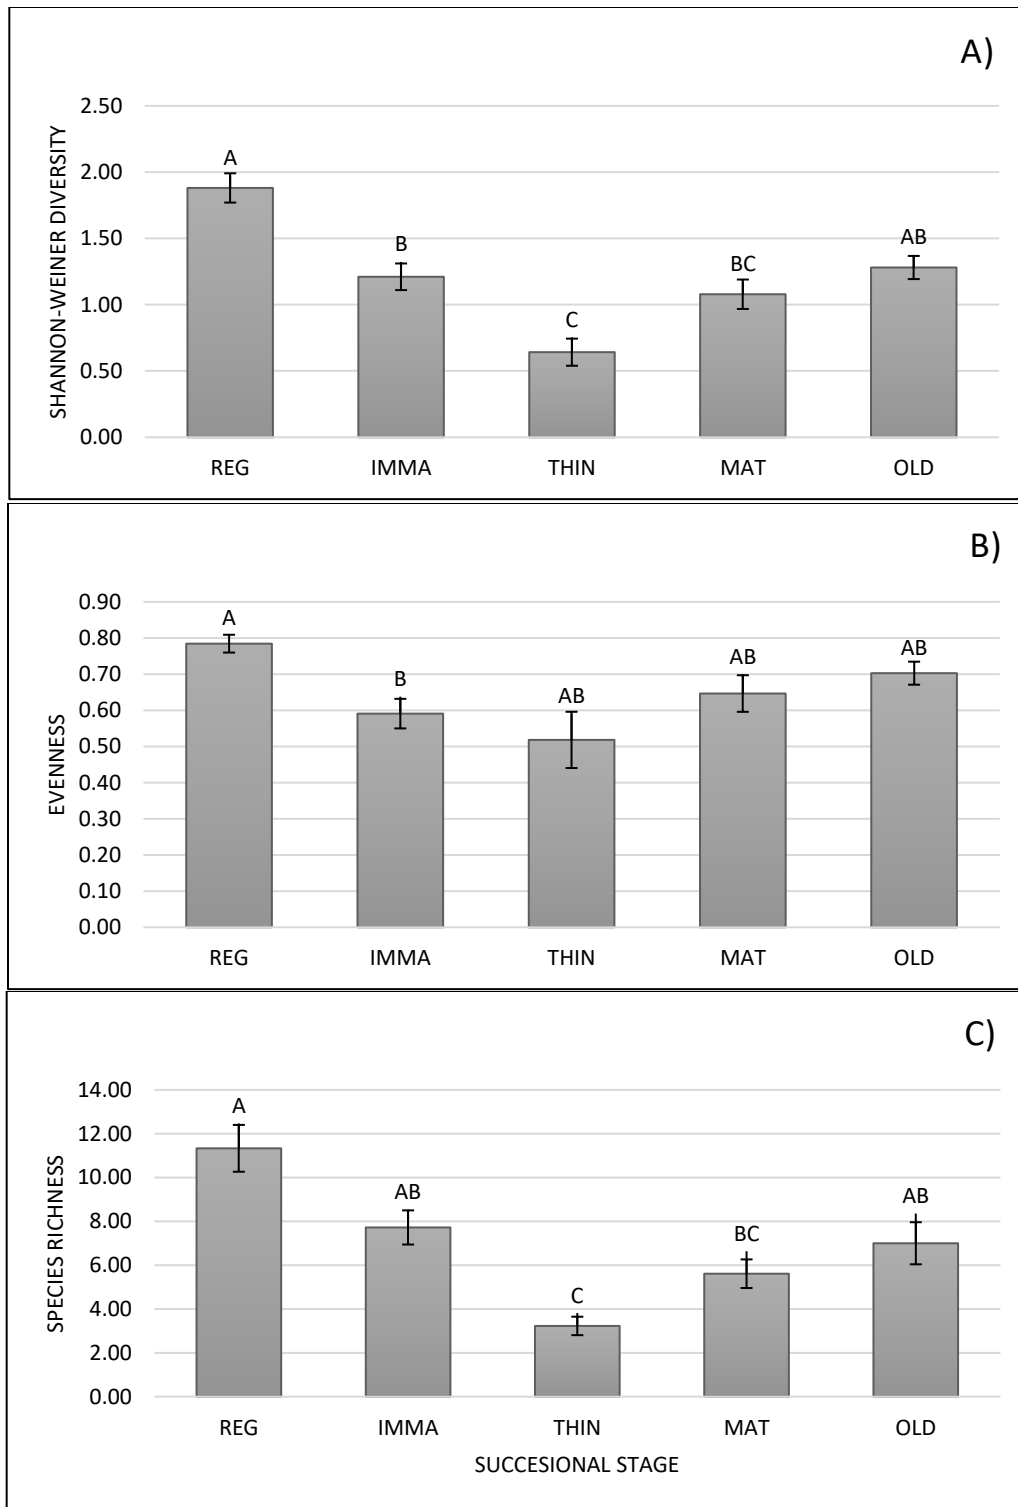 A)
SHANNON-WEINER DIVERSITY
2.50
2.00
1.50
1.00
0.50
0.00
A
B
C
BC
AB
REG IMMA THIN MAT OLD
B)
EVENNESS
0.90
0.80
0.70
0.60
0.50
0.40
0.30
0.20
0.10
0.00
A
B
AB
AB
AB
REG IMMA THIN MAT OLD
C)
SPECIES RICHNESS
14.00
12.00
10.00
8.00
6.00
4.00
2.00
0.00
A
AB
C
BC
AB
REG IMMA THIN MAT OLD
SUCCESIONAL STAGE